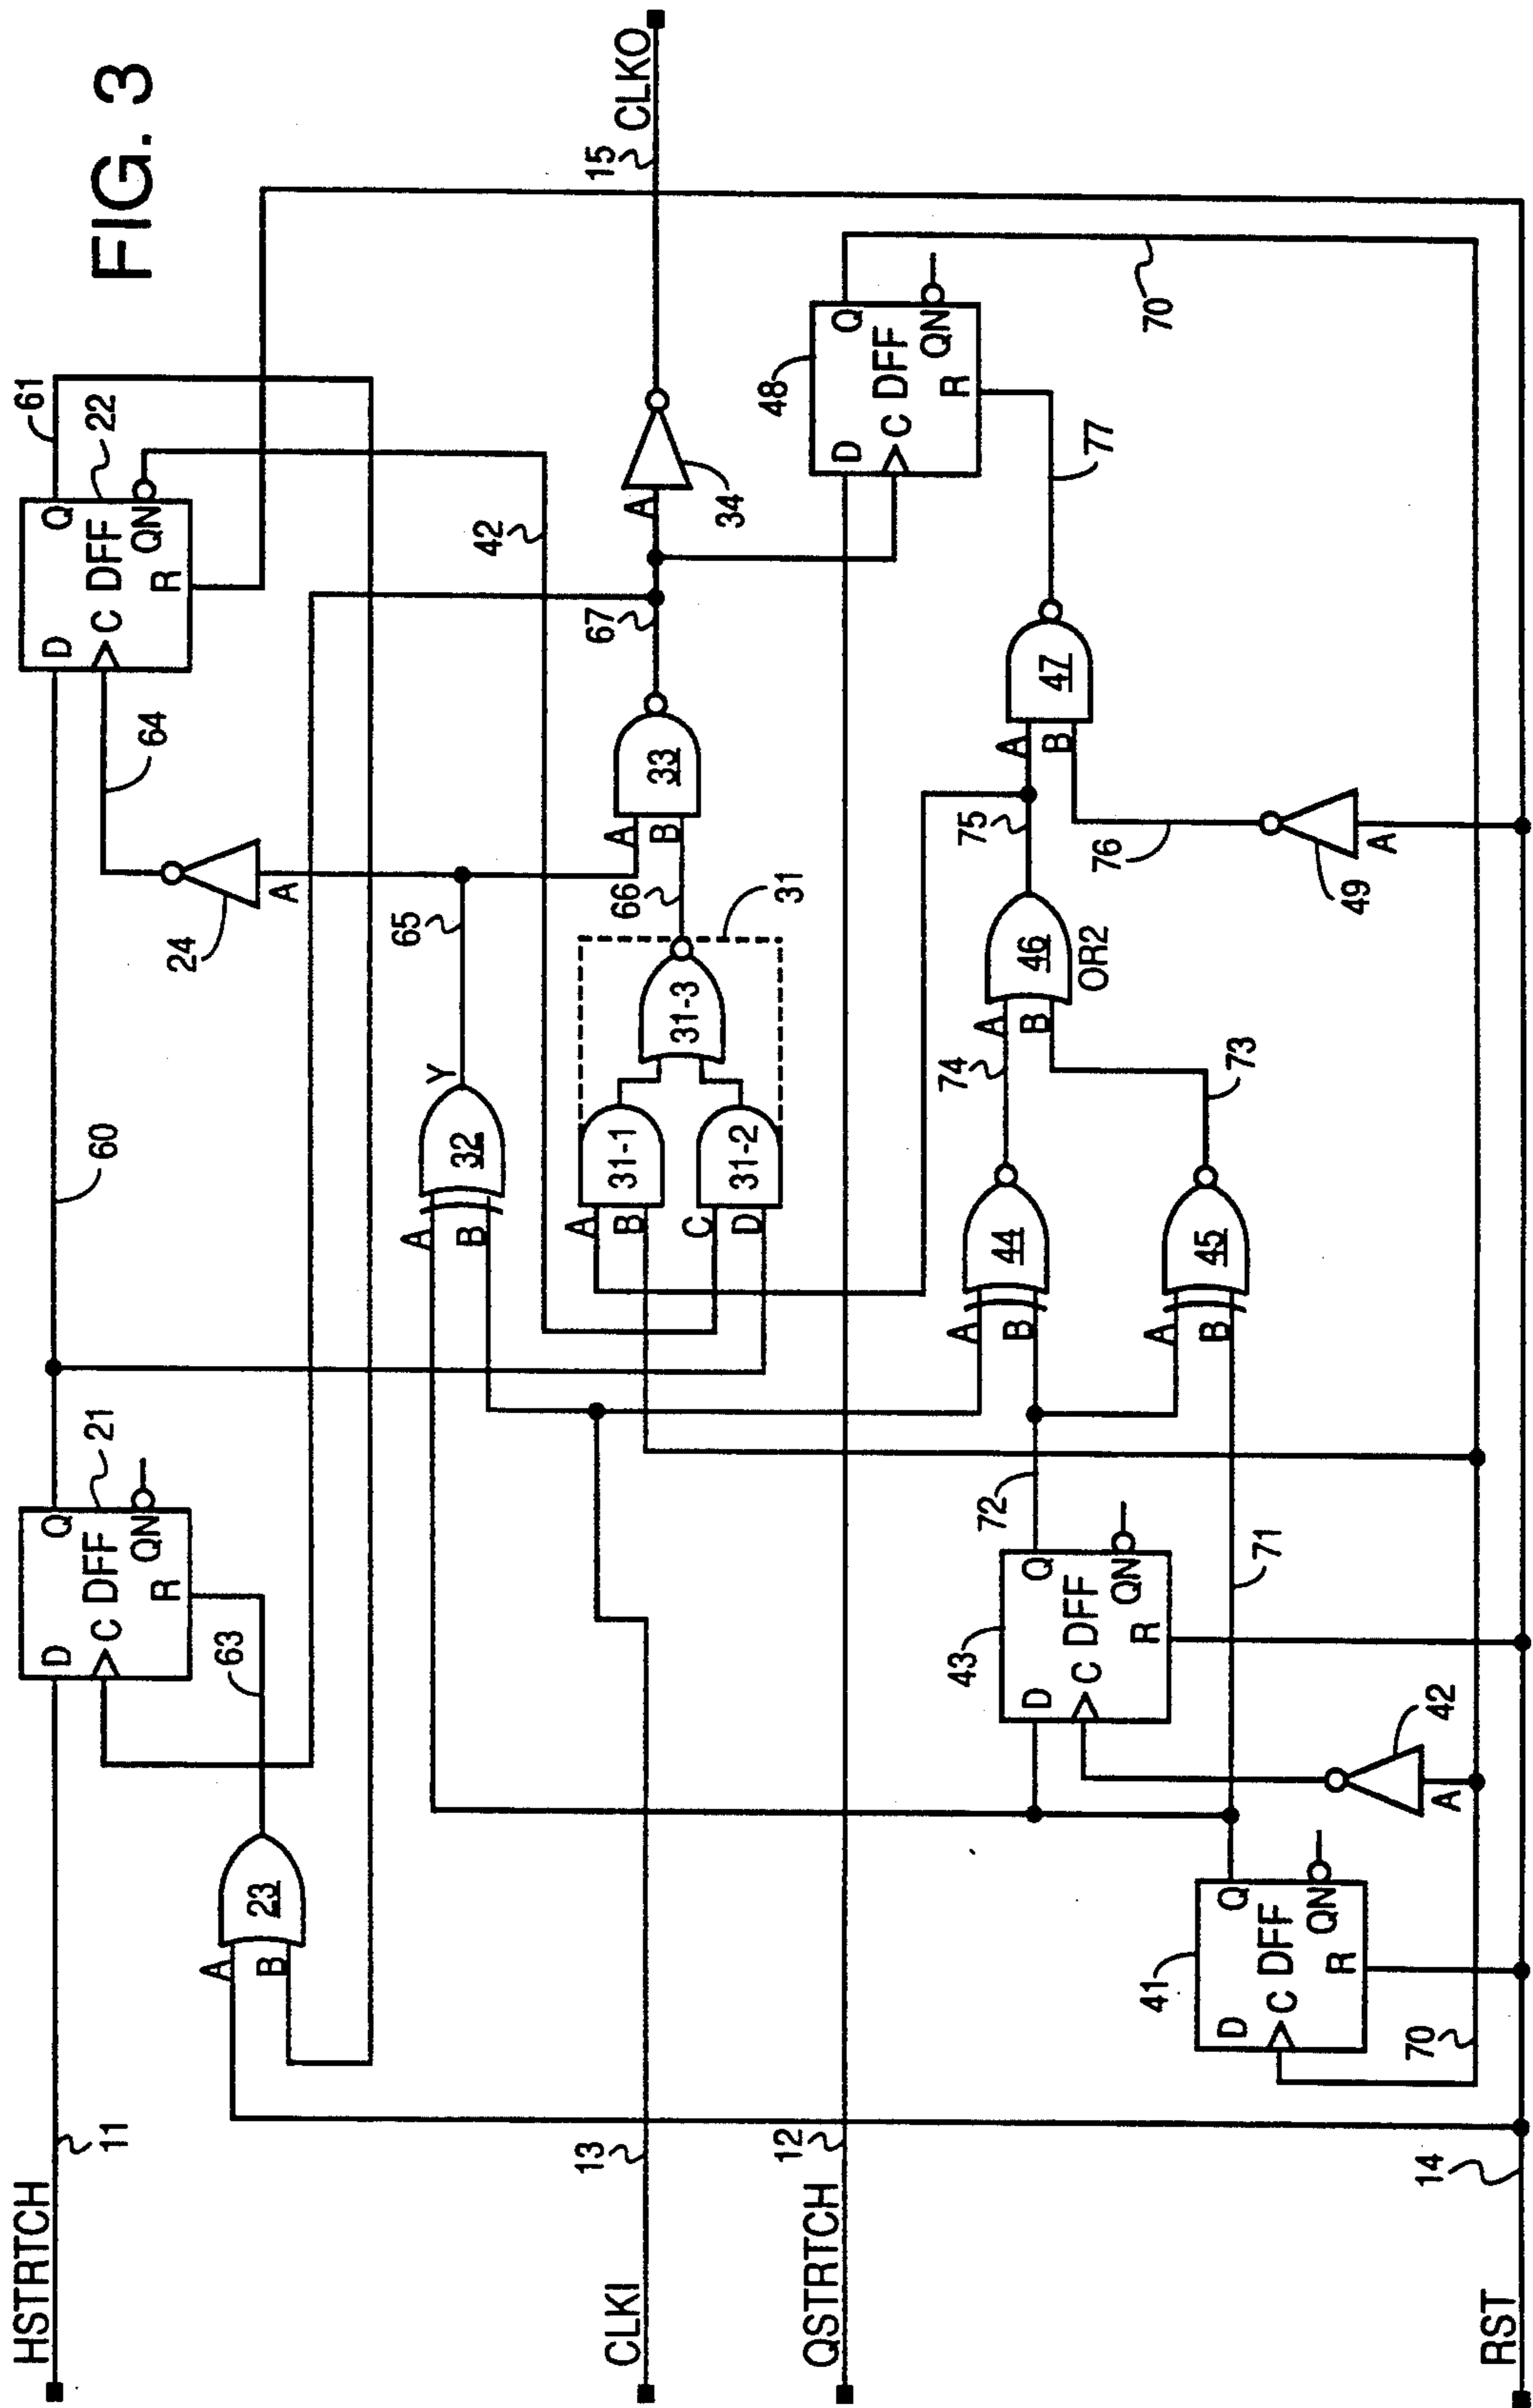 FIG. 3
HSTRTCH
11
D
Q
C DFF
QN
R
21
60
D
Q
C DFF
QN
R
22
61
64
A
24
A
B
23
63
65
A
B
32
Y
42
CLKI
13
A
B
C
D
31-1
31-2
31-3
31
66
A
B
33
67
A
34
15
CLKO
QSTRTCH
12
D
Q
C DFF
QN
R
48
70
77
D
Q
C DFF
QN
R
43
72
A
B
44
74
A
B
46
OR2
75
A
B
47
76
A
49
D
Q
C DFF
QN
R
41
71
A
42
A
B
45
73
70
RST
14